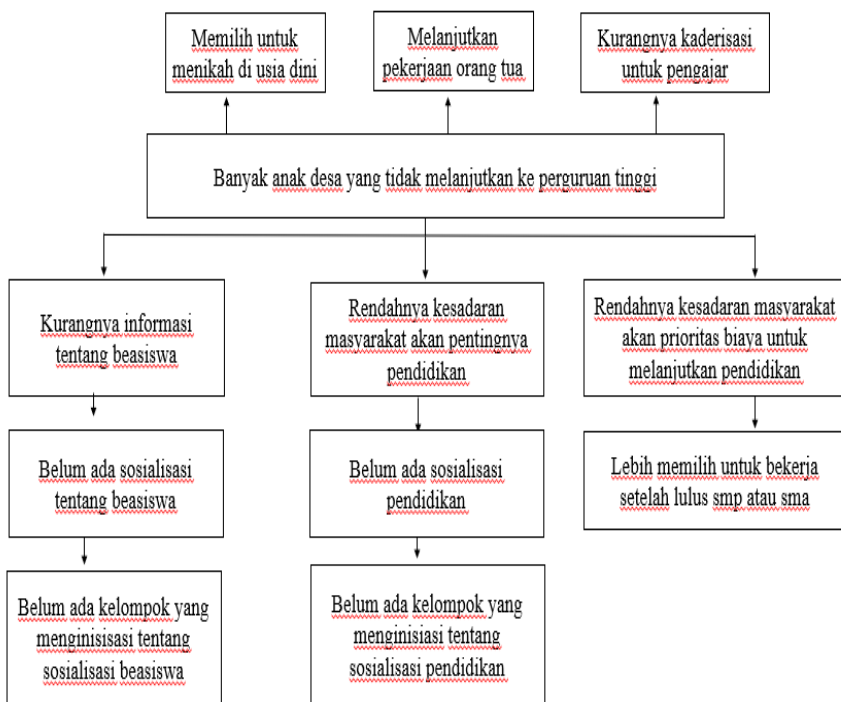 Memilih untuk
menikah di usia dini
Melanjutkan
pekerjaan orang tua
Kurangnya kaderisasi
untuk pengajar
Banyak anak desa yang tidak melanjutkan ke perguruan tinggi
Kurangnya informasi
tentang beasiswa
Rendahnya kesadaran
masyarakat akan pentingnya
pendidikan
Rendahnya kesadaran masyarakat
akan prioritas biaya untuk
melanjutkan pendidikan
Belum ada sosialisasi
tentang beasiswa
Belum ada sosialisasi
pendidikan
Lebih memilih untuk bekerja
setelah lulus smp atau sma
Belum ada kelompok yang
menginisisasi tentang
sosialisasi beasiswa
Belum ada kelompok yang
menginisiasi tentang
sosialisasi pendidikan